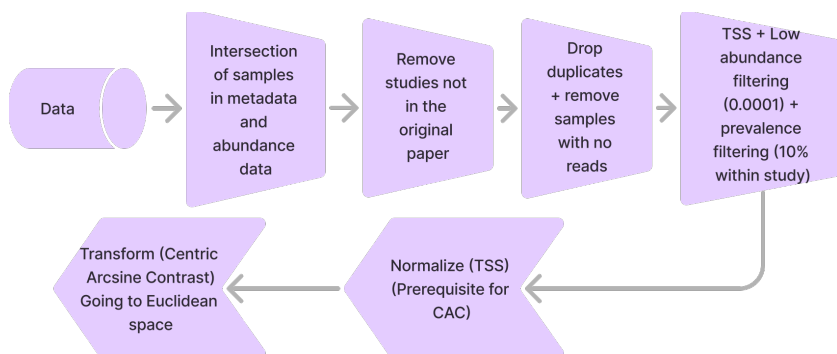 Data
Intersection
of samples
in metadata
and
abundance
data
Remove
studies not
in the
original
paper
Drop
duplicates
+ remove
samples
with no
reads
TSS + Low
abundance
filtering
(0.0001) +
prevalence
filtering (10%
within study)
Normalize (TSS)
(Prerequisite for
CAC)
Transform (Centric
Arcsine Contrast)
Going to Euclidean
space